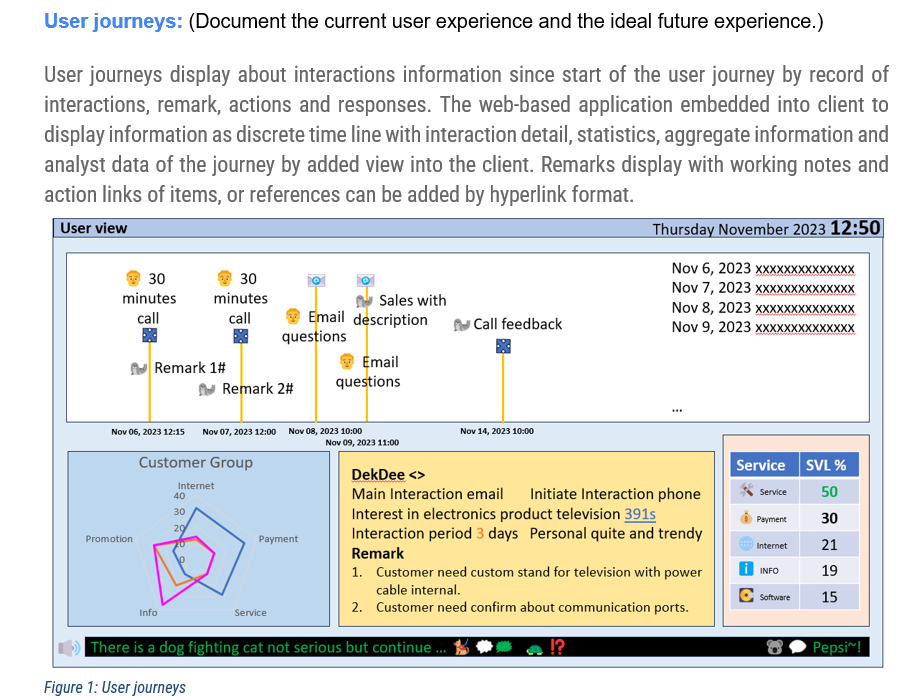 User journeys: (Document the current user experience and the ideal future experience.)
User journeys display about interactions information since start of the user journey by record of
interactions, remark, actions and responses. The web-based application embedded into client to
display information as discrete time line with interaction detail, statistics, aggregate information and
analyst data of the journey by added view into the client. Remarks display with working notes and
action links of items, or references can be added by hyperlink format.
User view
Thursday November 2023 12:50
30
minutes
call
30
minutes
call
Email
questions
Sales with
description
Email
questions
Call feedback
Remark 1#
Remark 2#
Nov 6, 2023 xxxxxxxxxxxxxx
Nov 7, 2023 xxxxxxxxxxxxxx
Nov 8, 2023 xxxxxxxxxxxxxx
Nov 9, 2023 xxxxxxxxxxxxxx
...
Nov 06, 2023 12:15
Nov 07, 2023 12:00
Nov 08, 2023 10:00
Nov 09, 2023 11:00
Nov 14, 2023 10:00
Customer Group
Internet
40
30
20
10
0
Promotion
Payment
Info
Service
DekDee <>
Main Interaction email Initiate Interaction phone
Interest in electronics product television 391s
Interaction period 3 days Personal quite and trendy
Remark
1. Customer need custom stand for television with power
cable internal.
2. Customer need confirm about communication ports.
Service SVL %
Service 50
Payment 30
Internet 21
INFO 19
Software 15
There is a dog fighting cat not serious but continue ... ⁉ Pepsi~!
Figure 1: User journeys